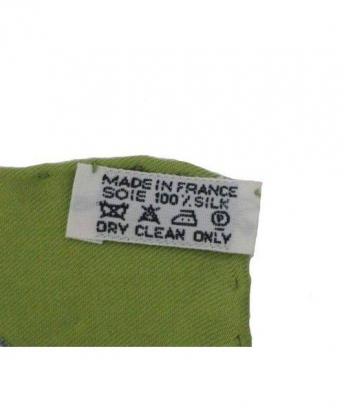 MADE IN FRANCE
SOIE 100% SILK
P
DRY CLEAN ONLY